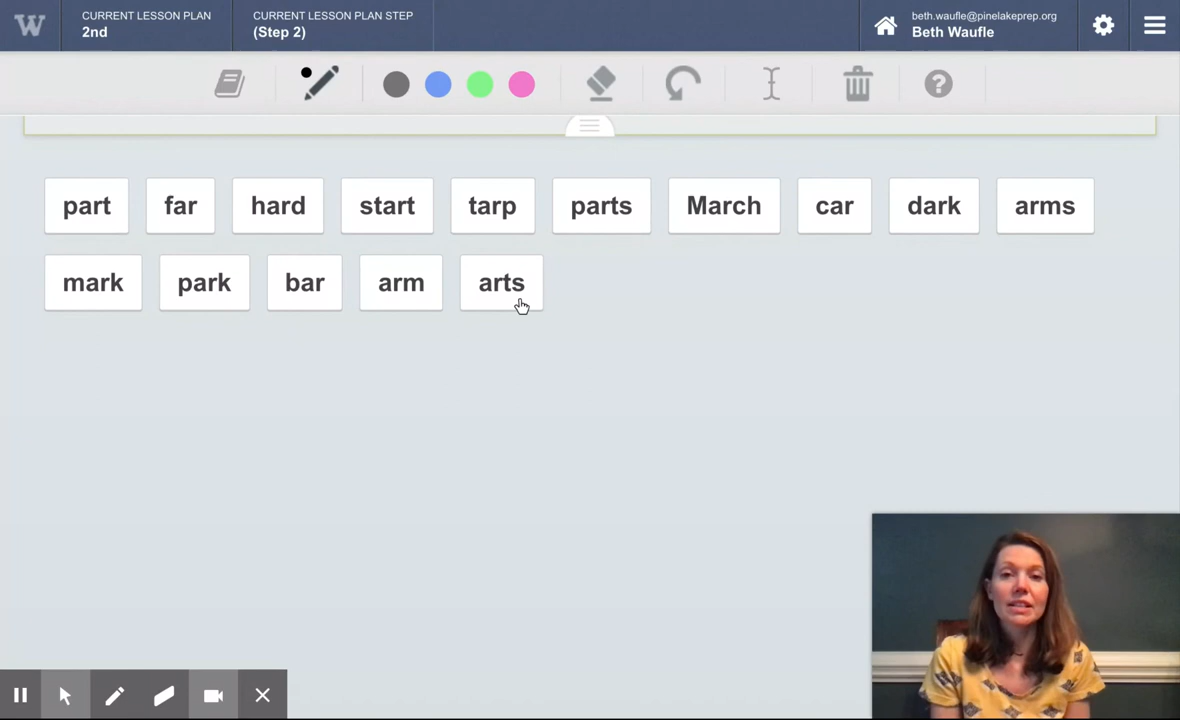 W
CURRENT LESSON PLAN
2nd
CURRENT LESSON PLAN STEP
(Step 2)
beth.waufle@pinelakeprep.org
Beth Waufle
?
part far hard start tarp parts March car dark arms
mark park bar arm arts